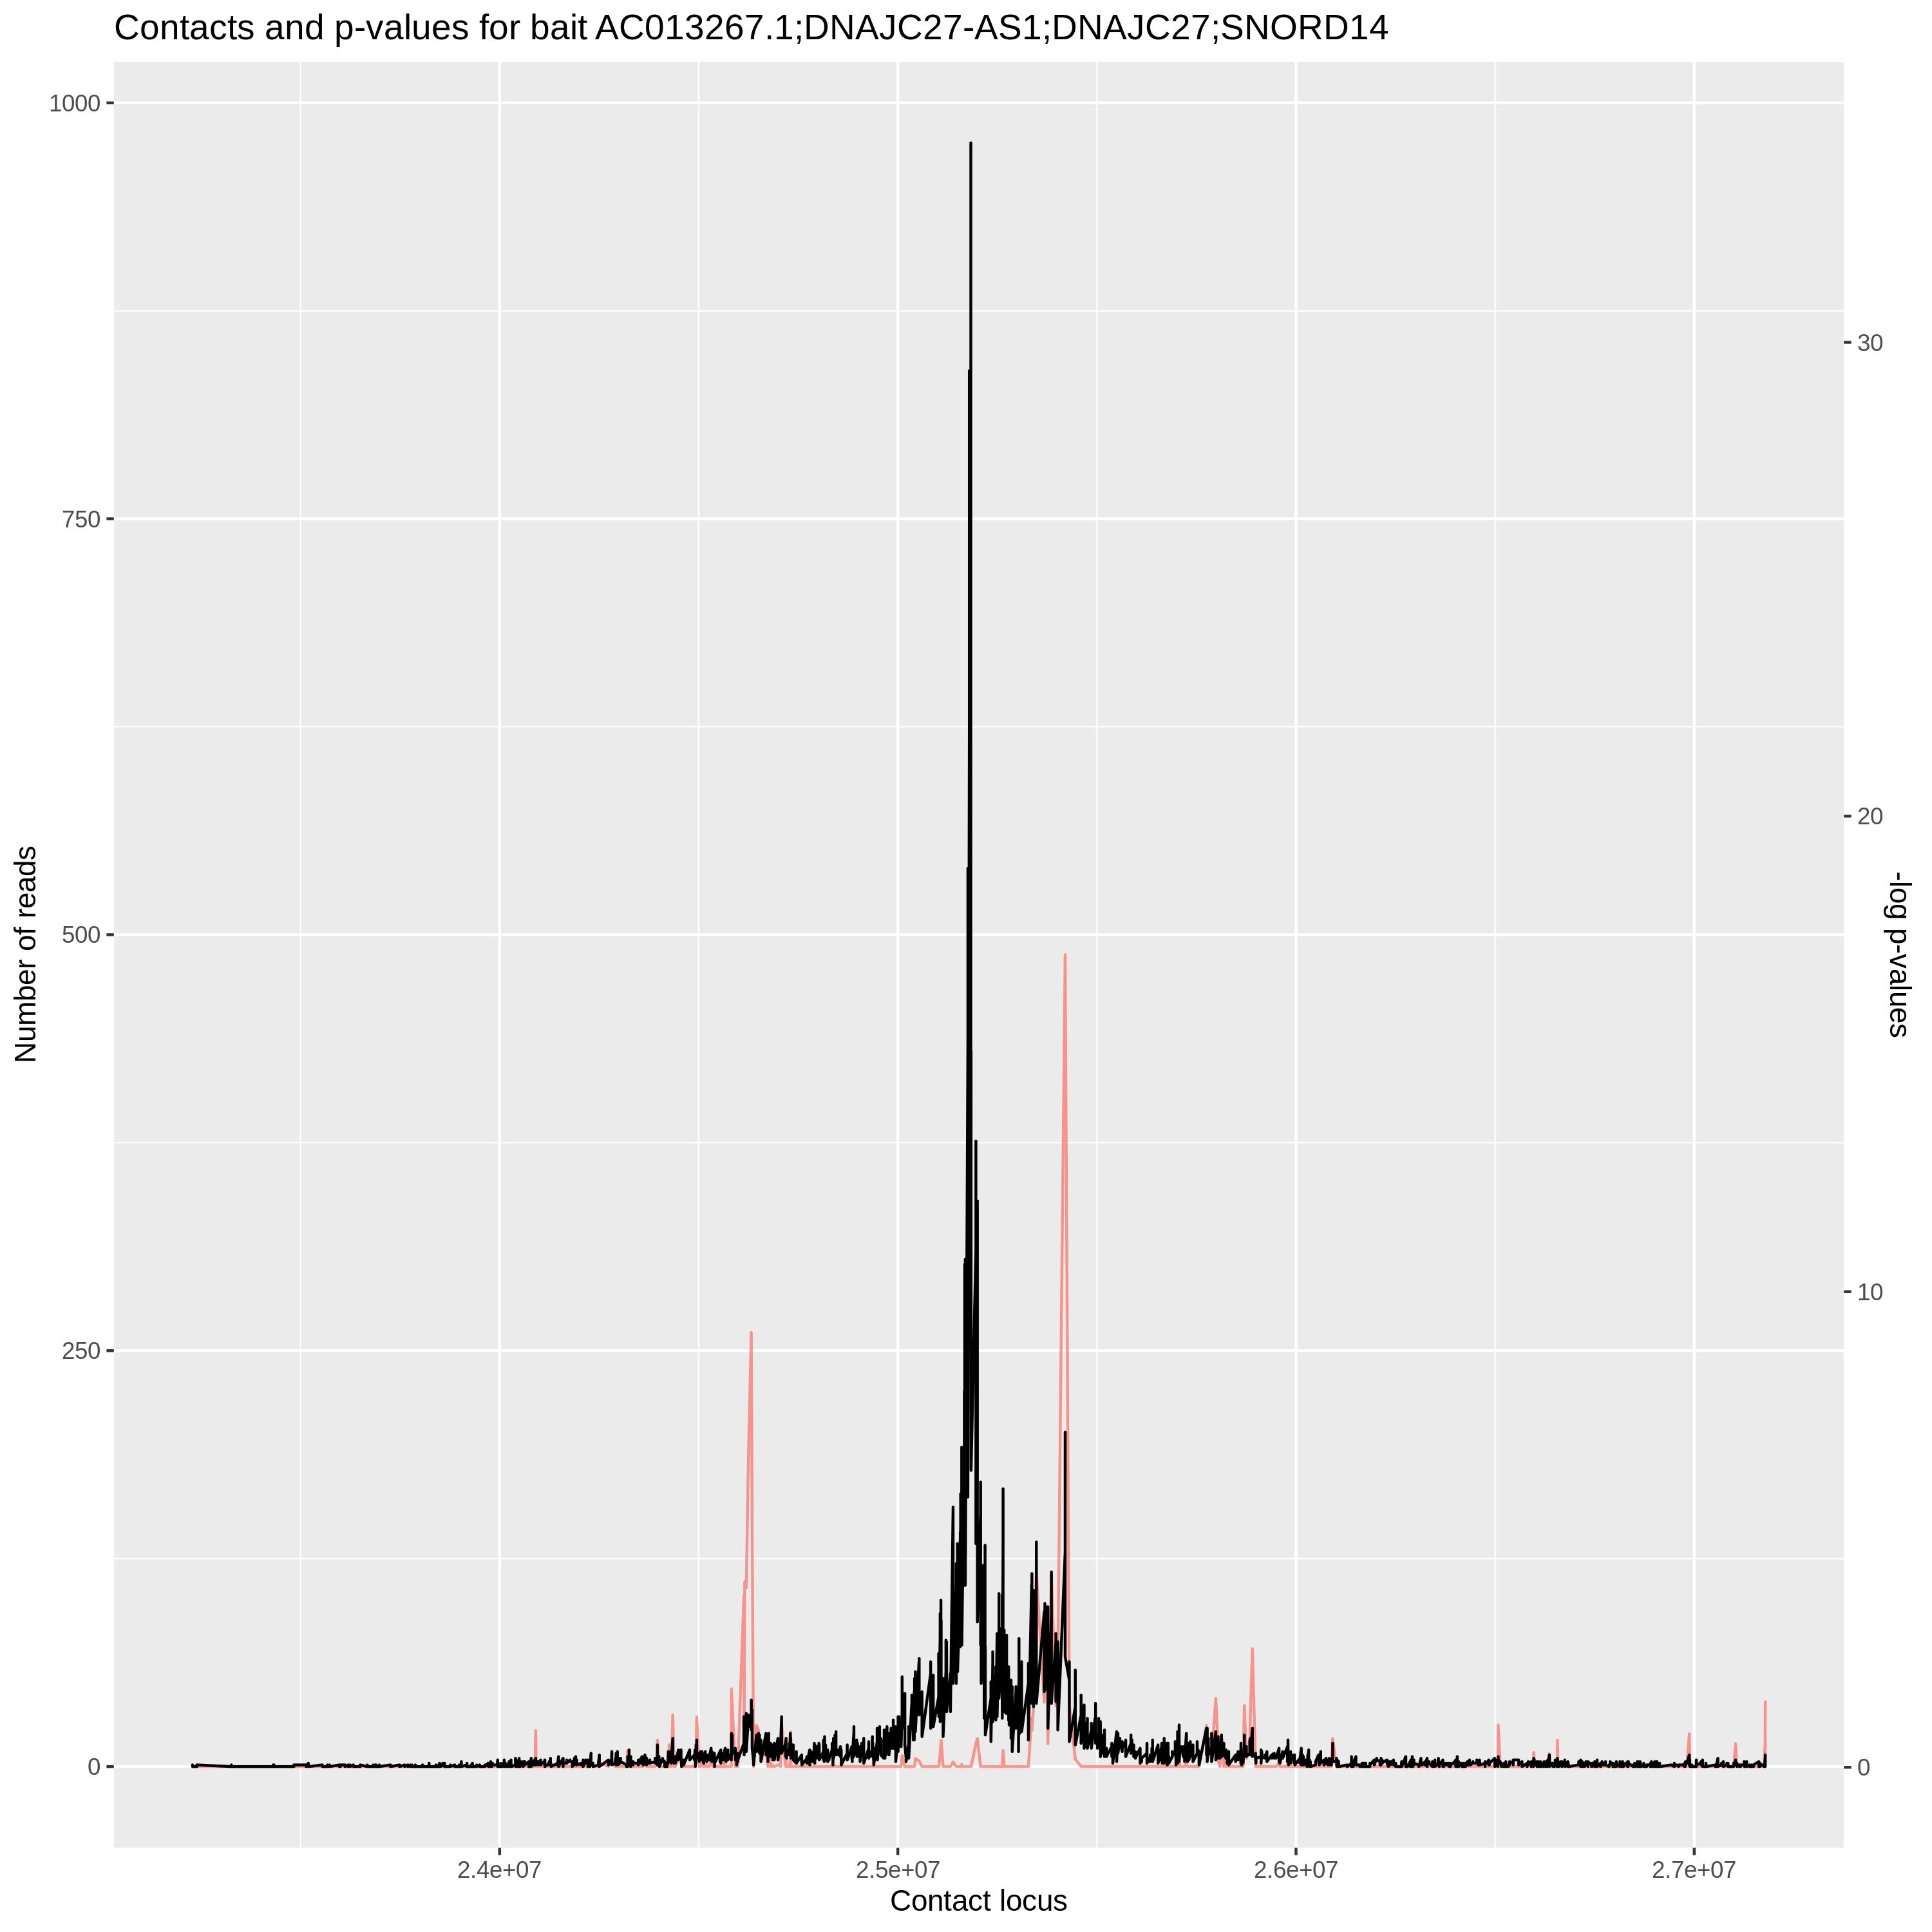 Contacts and p-values for bait AC013267.1;DNAJC27-AS1;DNAJC27;SNORD14
1000
750
500
250
0
Number of reads
30
20
10
0
-log p-values
2.4e+07
2.5e+07
2.6e+07
2.7e+07
Contact locus